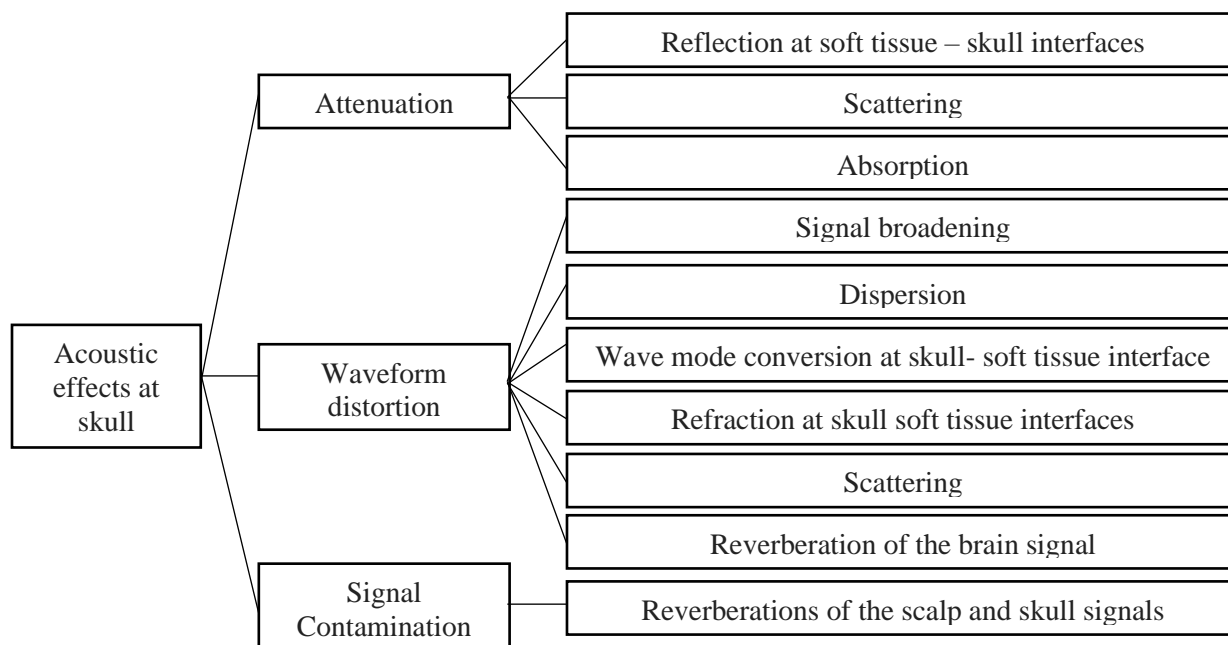 Reflection at soft tissue – skull interfaces
Attenuation
Scattering
Absorption
Signal broadening
Dispersion
Acoustic
effects at
skull
Waveform
distortion
Wave mode conversion at skull- soft tissue interface
Refraction at skull soft tissue interfaces
Scattering
Reverberation of the brain signal
Signal
Contamination
Reverberations of the scalp and skull signals